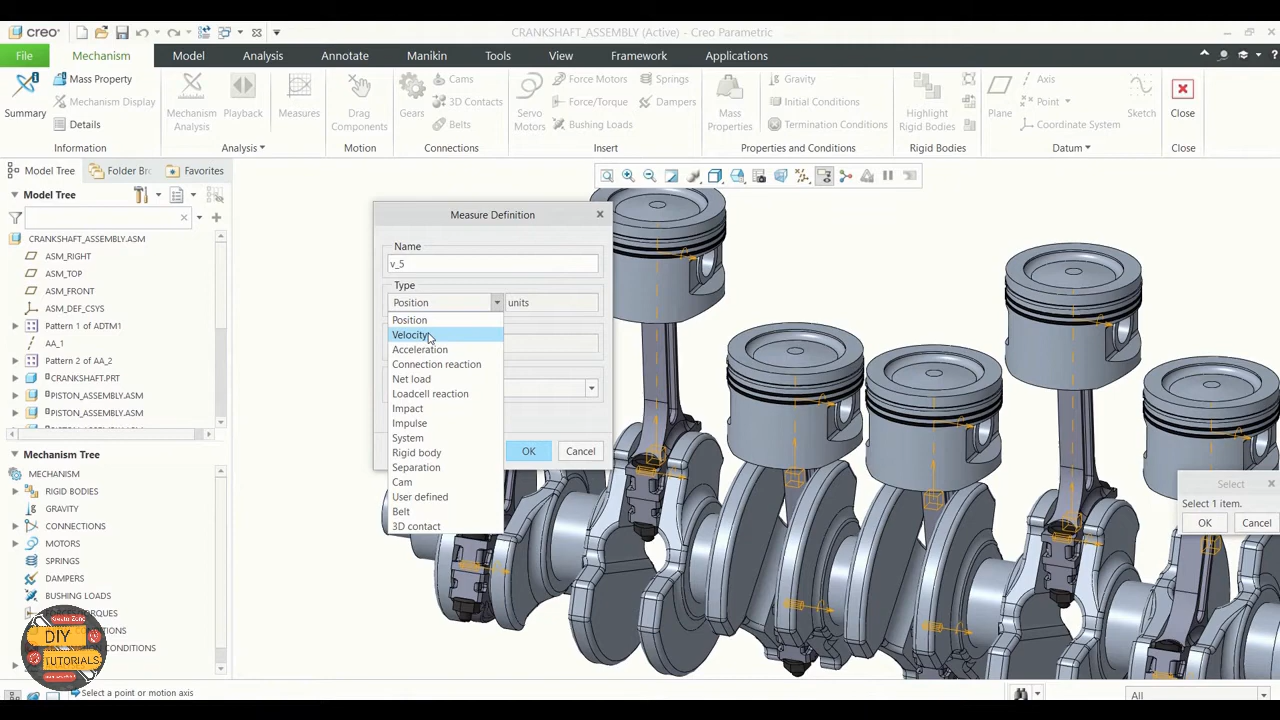 creo
CRANKSHAFT_ASSEMBLY (Active) - Creo Parametric
File Mechanism Model Analysis Annotate Manikin Tools View Framework Applications
Summary
Mass Property
Mechanism Display
Details
Information
Mechanism Analysis
Playback
Measures
Analysis
Drag Components
Motion
Gears
Cams
3D Contacts
Belts
Connections
Servo Motors
Force Motors
Force/Torque
Bushing Loads
Springs
Dampers
Insert
Mass Properties
Gravity
Initial Conditions
Termination Conditions
Properties and Conditions
Highlight Rigid Bodies
Rigid Bodies
Plane
Axis
Point
Coordinate System
Sketch
Datum
Close
Close
Model Tree Folder Br Favorites
Model Tree
CRANKSHAFT_ASSEMBLY.ASM
ASM_RIGHT
ASM_TOP
ASM_FRONT
ASM_DEF_CSYS
Pattern 1 of ADTM1
AA_1
Pattern 2 of AA_2
CRANKSHAFT.PRT
PISTON_ASSEMBLY.ASM
PISTON_ASSEMBLY.ASM
Mechanism Tree
MECHANISM
RIGID BODIES
GRAVITY
CONNECTIONS
MOTORS
SPRINGS
DAMPERS
BUSHING LOADS
DIY
TUTORIALS
Measure Definition
Name
v_5
Type
Position units
Position
Velocity
Acceleration
Connection reaction
Net load
Loadcell reaction
Impact
Impulse
System
Rigid body
Separation
Cam
User defined
Belt
3D contact
OK Cancel
Select
Select 1 item.
OK Cancel
Select a point or motion axis
All